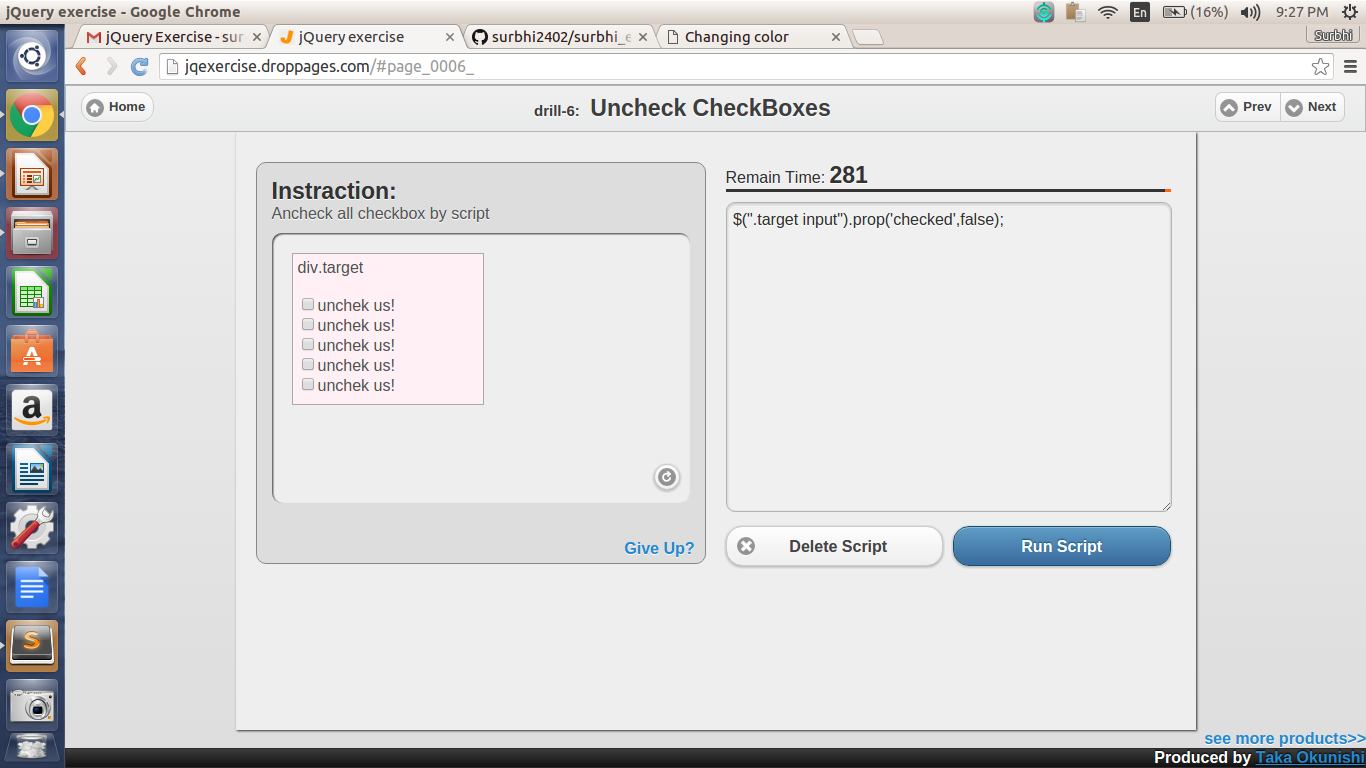 jQuery exercise - Google Chrome
En (16%) 9:27 PM
jQuery Exercise - sur
jQuery exercise
surbhi2402/surbhi_e
Changing color
Surbhi
jqexercise.droppages.com/#page_0006_
Home
drill-6: Uncheck CheckBoxes
Prev Next
Instraction:
Ancheck all checkbox by script
div.target
unchek us!
unchek us!
unchek us!
unchek us!
unchek us!
Give Up?
Remain Time: 281
$(".target input").prop('checked',false);
Delete Script
Run Script
see more products>>
Produced by Taka Okunishi